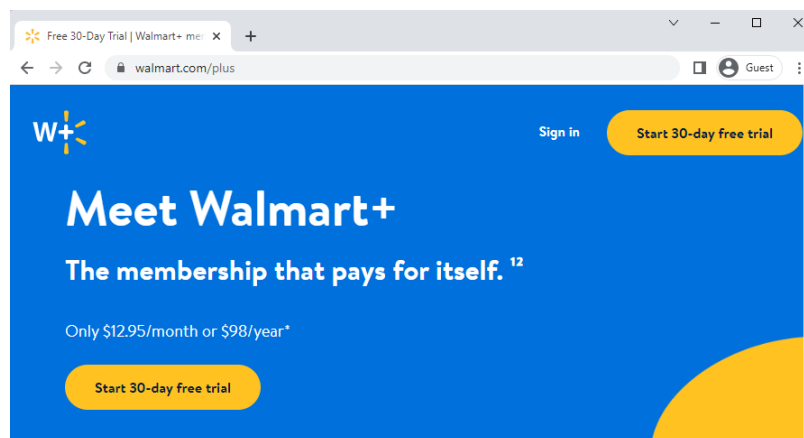 Free 30-Day Trial | Walmart+ mer
walmart.com/plus
Guest
W+
Sign in
Start 30-day free trial
Meet Walmart+
The membership that pays for itself. 12
Only $12.95/month or $98/year*
Start 30-day free trial